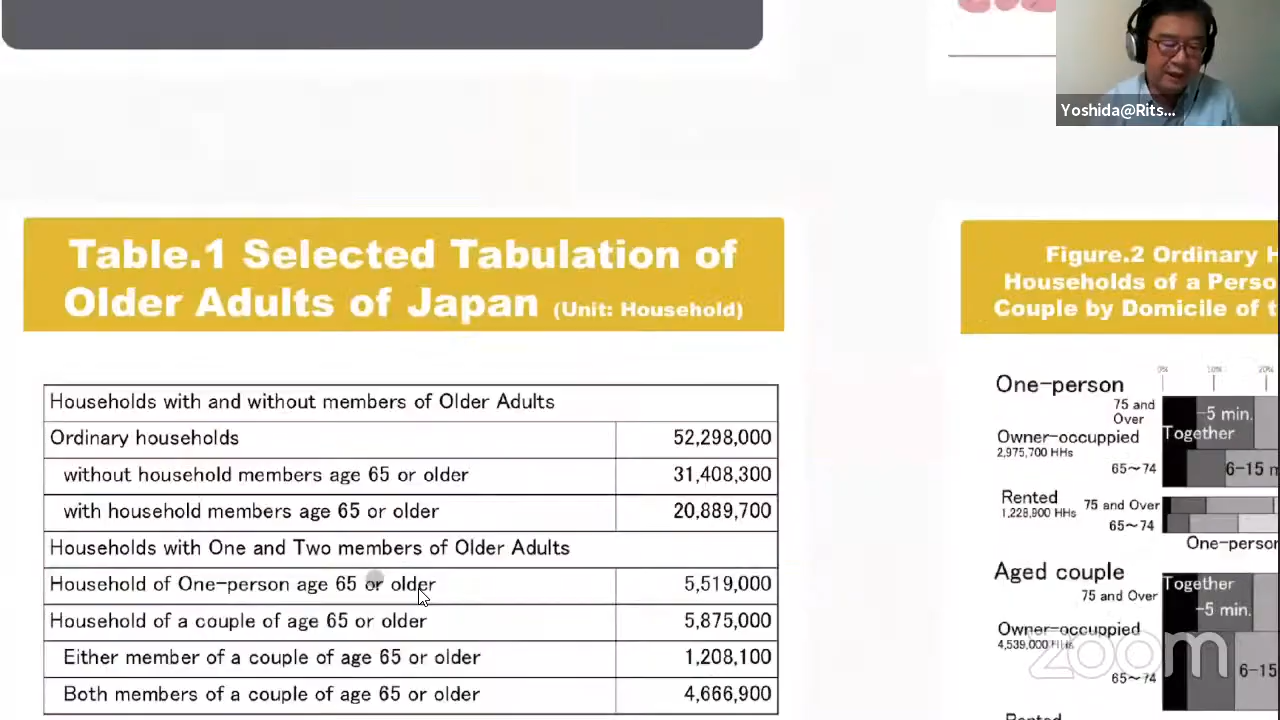 Yoshida@Rits...
Table.1 Selected Tabulation of
Older Adults of Japan (Unit: Household)
Households with and without members of Older Adults
Ordinary households 52,298,000
without household members age 65 or older 31,408,300
with household members age 65 or older 20,889,700
Households with One and Two members of Older Adults
Household of One-person age 65 or older 5,519,000
Household of a couple of age 65 or older 5,875,000
Either member of a couple of age 65 or older 1,208,100
Both members of a couple of age 65 or older 4,666,900
Figure.2 Ordinary H
Households of a Perso
Couple by Domicile of t
0% 10% 20%
One-person
75 and
Over
-5 min.
Together
Owner-occuppied
2,975,700 HHs
65~74
6-15 m
Rented
1,228,900 HHs
75 and Over
65~74
One-person
Aged couple
Together
75 and Over
-5 min.
Owner-occuppied
4,539,000 HHs
6-15
65~74
Rented
zoom